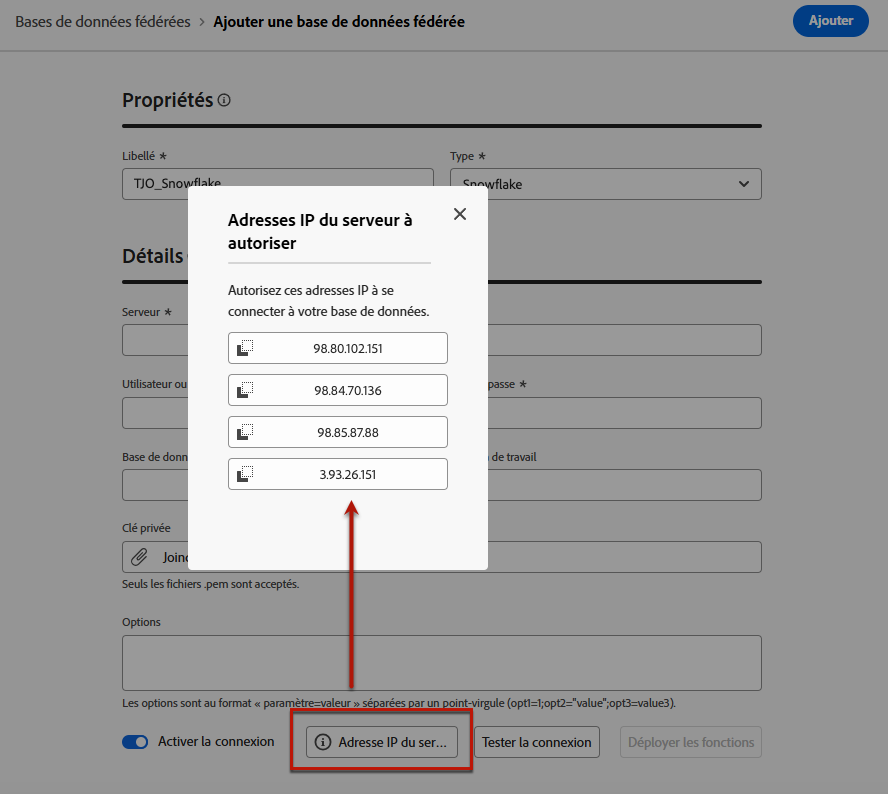 Bases de données fédérées > Ajouter une base de données fédérée
Ajouter
Propriétés
Libellé *
Type *
TJO_Snowflake
Snowflake
Adresses IP du serveur à
autoriser
Autorisez ces adresses IP à se
connecter à votre base de données.
98.80.102.151
98.84.70.136
98.85.87.88
3.93.26.151
Détails
Serveur *
Utilisateur ou
passe *
Base de donn
de travail
Clé privée
Seuls les fichiers .pem sont acceptés.
Options
Les options sont au format « paramètre=valeur » séparées par un point-virgule (opt1=1;opt2="value";opt3=value3).
Activer la connexion
Adresse IP du ser...
Tester la connexion
Déployer les fonctions